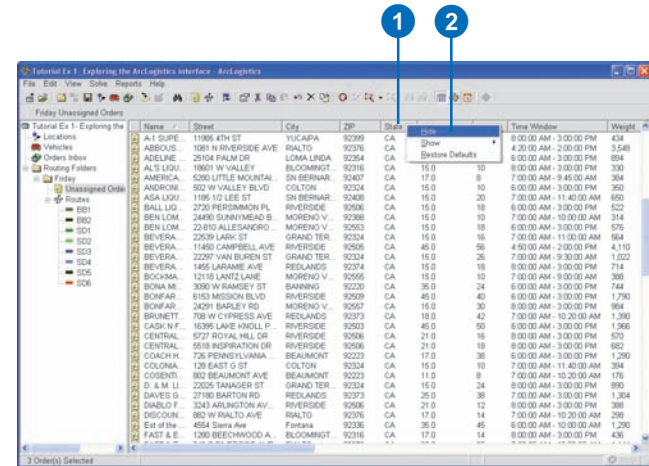 1 2
Tutorial Ex 1- Exploring the ArcLogistics interface - ArcLogistics
File Edit View Solve Reports Help
Friday Unassigned Orders
Tutorial Ex 1- Exploring the
Locations
Vehicles
Orders Inbox
Routing Folders
Friday
Unassigned Order
Routes
BB1
BB2
SD1
SD2
SD3
SD4
SD5
SD6
Name Street City ZIP State Time Window Weight
Hide
Show
Restore Defaults
A-1 SUPE... 11985 4TH ST YUCAIPA 92399 CA 8:00:00 AM - 3:00:00 PM 434
ABBOUS... 1081 N RIVERSIDE AVE RIALTO 92376 CA 4:20:00 AM - 2:00:00 PM 3,548
ADELINE ... 25104 PALM DR LOMA LINDA 92354 CA 6:00:00 AM - 3:00:00 PM 894
AL'S LIQU... 18601 W VALLEY BLOOMINGT... 92316 CA 15.0 10 8:00:00 AM - 3:00:00 PM 330
AMERICA... 5280 LITTLE MOUNTAI... SN BERNAR... 92407 CA 17.0 8 7:00:00 AM - 9:45:00 AM 384
ANDRONI... 502 W VALLEY BLVD COLTON 92324 CA 15.0 10 8:00:00 AM - 3:00:00 PM 350
ASA LIQU... 1185 1/2 LEE ST SN BERNAR... 92408 CA 15.0 20 7:00:00 AM - 11:40:00 AM 650
BALL LIQ... 2720 PERSIMMON PL RIVERSIDE 92506 CA 15.0 18 6:00:00 AM - 3:00:00 PM 522
BEN LOM... 24490 SUNNYMEAD B... MORENO V... 92388 CA 15.0 10 7:00:00 AM - 10:00:00 AM 314
BEN LOM... 22-810 ALLESANDRO ... MORENO V... 92553 CA 15.0 18 6:00:00 AM - 3:00:00 PM 576
BEVERA... 22539 LARK ST GRAND TER... 92324 CA 15.0 16 7:00:00 AM - 11:00:00 AM 564
BEVERA... 11450 CAMPBELL AVE RIVERSIDE 92505 CA 45.0 56 4:50:00 AM - 2:00:00 PM 4,110
BEVERA... 22297 VAN BUREN ST GRAND TER... 92324 CA 15.0 26 7:00:00 AM - 9:30:00 AM 1,022
BEVERA... 1455 LARAMIE AVE REDLANDS 92374 CA 15.0 18 8:00:00 AM - 3:00:00 PM 714
BOCKMA... 12118 LANTZ LANE MORENO V... 92555 CA 15.0 10 7:00:00 AM - 9:00:00 AM 388
BONA MI... 3090 W RAMSEY ST BANNING 92220 CA 35.0 24 6:00:00 AM - 3:00:00 PM 744
BONFAR... 6153 MISSION BLVD RIVERSIDE 92509 CA 45.0 40 6:00:00 AM - 3:00:00 PM 1,790
BONFAR... 24291 BARLEY RD MORENO V... 92557 CA 15.0 30 8:00:00 AM - 3:00:00 PM 984
BRUNETT... 708 W CYPRESS AVE REDLANDS 92373 CA 18.0 42 7:00:00 AM - 10:20:00 AM 1,390
CASK N F... 16395 LAKE KNOLL P... RIVERSIDE 92503 CA 45.0 50 6:00:00 AM - 3:00:00 PM 1,966
CENTRAL... 5727 ROYAL HILL DR RIVERSIDE 92506 CA 21.0 16 8:00:00 AM - 3:00:00 PM 570
CENTRAL... 5518 INSPIRATION DR RIVERSIDE 92506 CA 21.0 18 8:00:00 AM - 3:00:00 PM 682
COACH H... 726 PENNSYLVANIA ... BEAUMONT 92223 CA 17.0 38 6:00:00 AM - 3:00:00 PM 1,290
COLONIA... 128 EAST G ST COLTON 92324 CA 15.0 10 7:00:00 AM - 11:40:00 AM 394
COSENTI... 802 BEAUMONT AVE BEAUMONT 92223 CA 11.0 8 7:00:00 AM - 10:20:00 AM 176
D. & M. LI... 22025 TANAGER ST GRAND TER... 92324 CA 15.0 24 8:00:00 AM - 3:00:00 PM 890
DAVES G... 27180 BARTON RD REDLANDS 92373 CA 25.0 38 7:00:00 AM - 3:00:00 PM 1,304
DIABLO F... 3243 ARLINGTON AV... RIVERSIDE 92506 CA 21.0 12 8:00:00 AM - 3:00:00 PM 388
DISCOUN... 882 W RIALTO AVE RIALTO 92376 CA 17.0 14 7:00:00 AM - 10:20:00 AM 298
Est of the ... 4554 Sierra Ave Fontana 92336 CA 35.0 45 6:00:00 AM - 10:00:00 AM 1,290
FAST & E... 1280 BEECHWOOD A... BLOOMINGT... 92316 CA 17.0 14 8:00:00 AM - 3:00:00 PM 436
3 Order(s) Selected